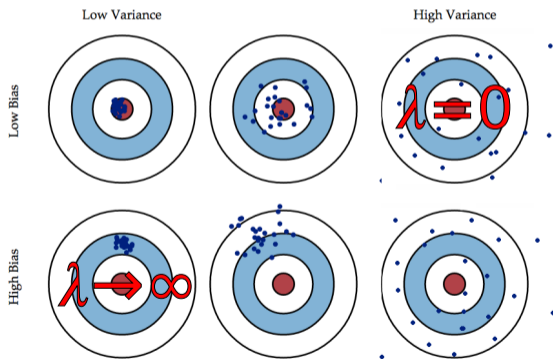 Low Variance
High Variance
Low Bias
λ = 0
High Bias
λ → ∞